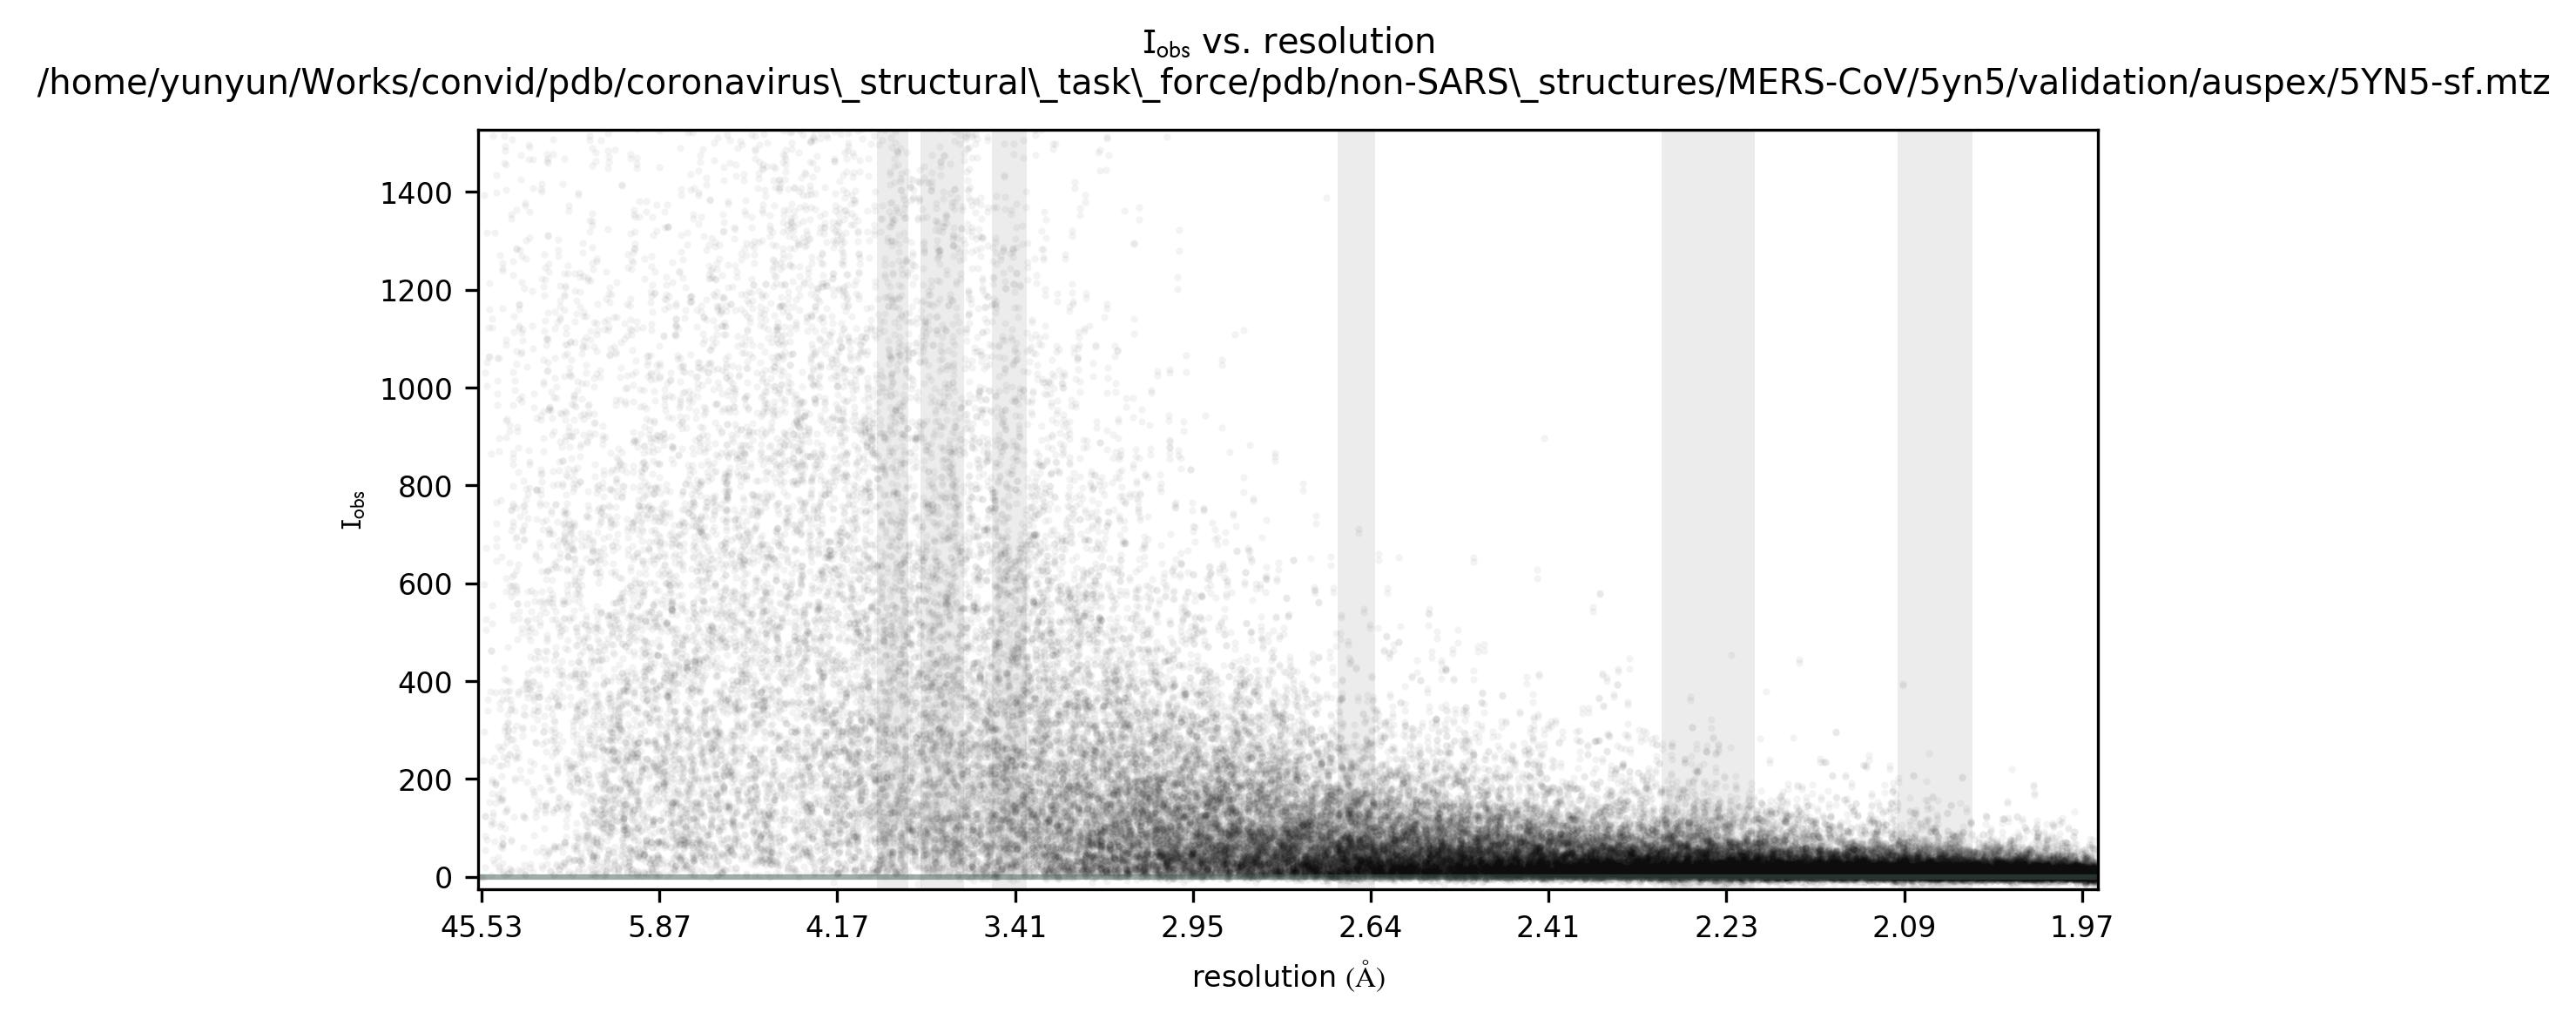 I_obs vs. resolution
/home/yunyun/Works/convid/pdb/coronavirus\_structural\_task\_force/pdb/non-SARS\_structures/MERS-CoV/5yn5/validation/auspex/5YN5-sf.mtz
1400
1200
1000
800
600
400
200
0
I_obs
45.53 5.87 4.17 3.41 2.95 2.64 2.41 2.23 2.09 1.97
resolution (Å)